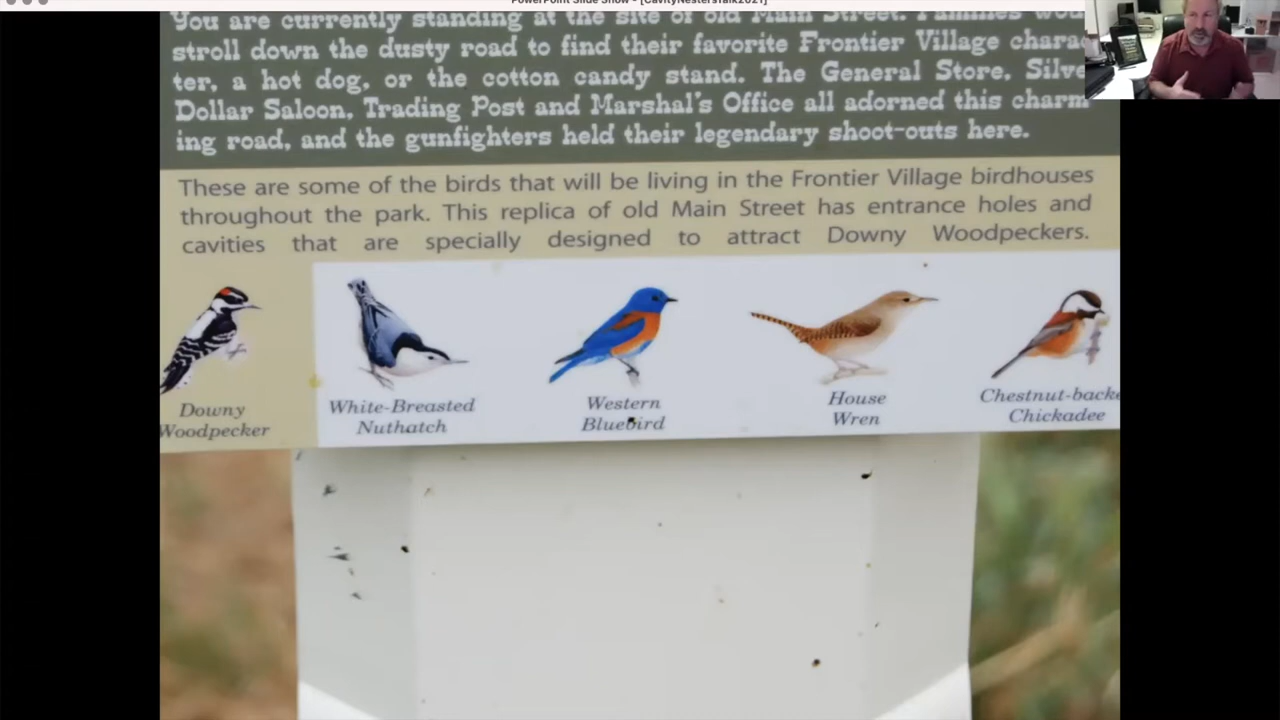 PowerPoint Slide Show - [CavityNestersTalk2021]
You are currently standing at the site of old Main Street. Families wou
stroll down the dusty road to find their favorite Frontier Village charac
ter, a hot dog, or the cotton candy stand. The General Store, Silve
Dollar Saloon, Trading Post and Marshal's Office all adorned this charm
ing road, and the gunfighters held their legendary shoot-outs here.
These are some of the birds that will be living in the Frontier Village birdhouses
throughout the park. This replica of old Main Street has entrance holes and
cavities that are specially designed to attract Downy Woodpeckers.
Downy
Woodpecker
White-Breasted
Nuthatch
Western
Bluebird
House
Wren
Chestnut-backe
Chickadee